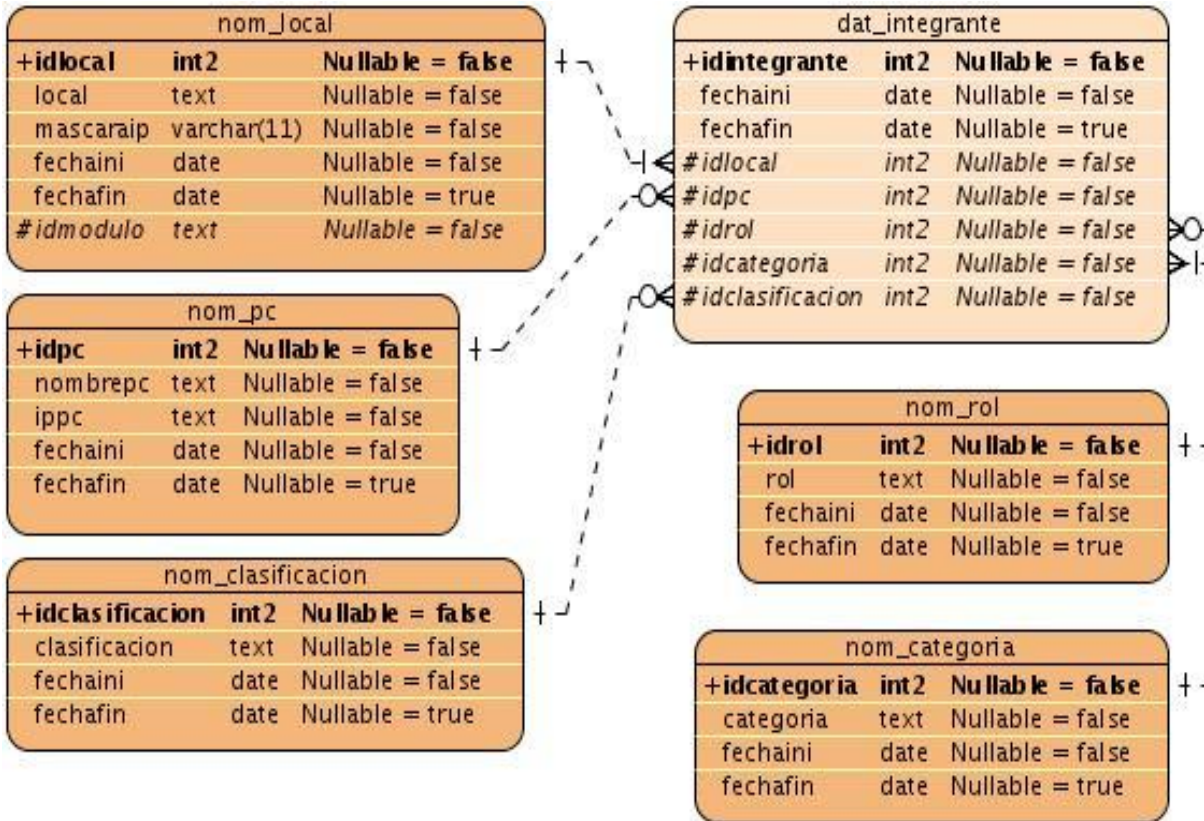 nom_local
+idlocal int2 Nullable = false
local text Nullable = false
mascaraip varchar(11) Nullable = false
fechaini date Nullable = false
fechafin date Nullable = true
#idmodulo text Nullable = false
nom_pc
+idpc int2 Nullable = false
nombrepc text Nullable = false
ippc text Nullable = false
fechaini date Nullable = false
fechafin date Nullable = true
nom_clasificacion
+idclasificacion int2 Nullable = false
clasificacion text Nullable = false
fechaini date Nullable = false
fechafin date Nullable = true
dat_integrante
+idintegrante int2 Nullable = false
fechaini date Nullable = false
fechafin date Nullable = true
#idlocal int2 Nullable = false
#idpc int2 Nullable = false
#idrol int2 Nullable = false
#idcategoria int2 Nullable = false
#idclasificacion int2 Nullable = false
nom_rol
+idrol int2 Nullable = false
rol text Nullable = false
fechaini date Nullable = false
fechafin date Nullable = true
nom_categoria
+idcategoria int2 Nullable = false
categoria text Nullable = false
fechaini date Nullable = false
fechafin date Nullable = true